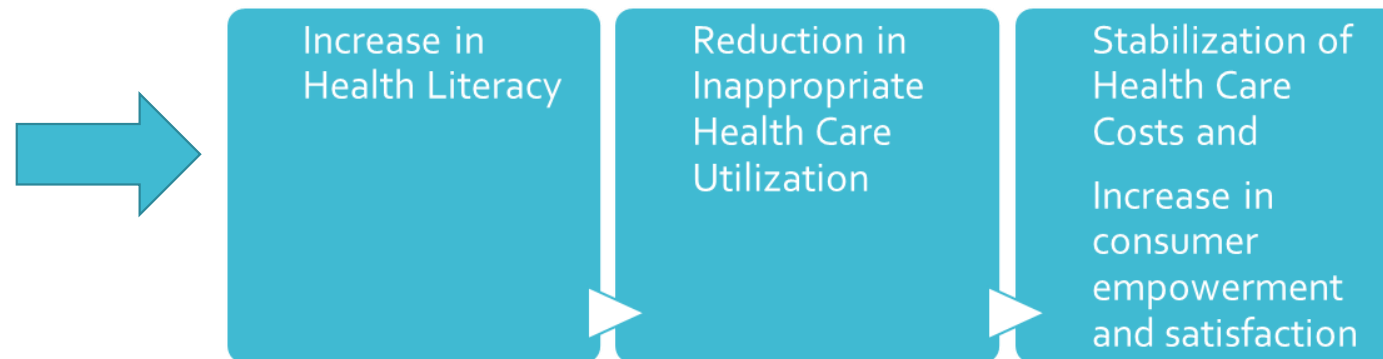 Increase in
Health Literacy
Reduction in
Inappropriate
Health Care
Utilization
Stabilization of
Health Care
Costs and
Increase in
consumer
empowerment
and satisfaction